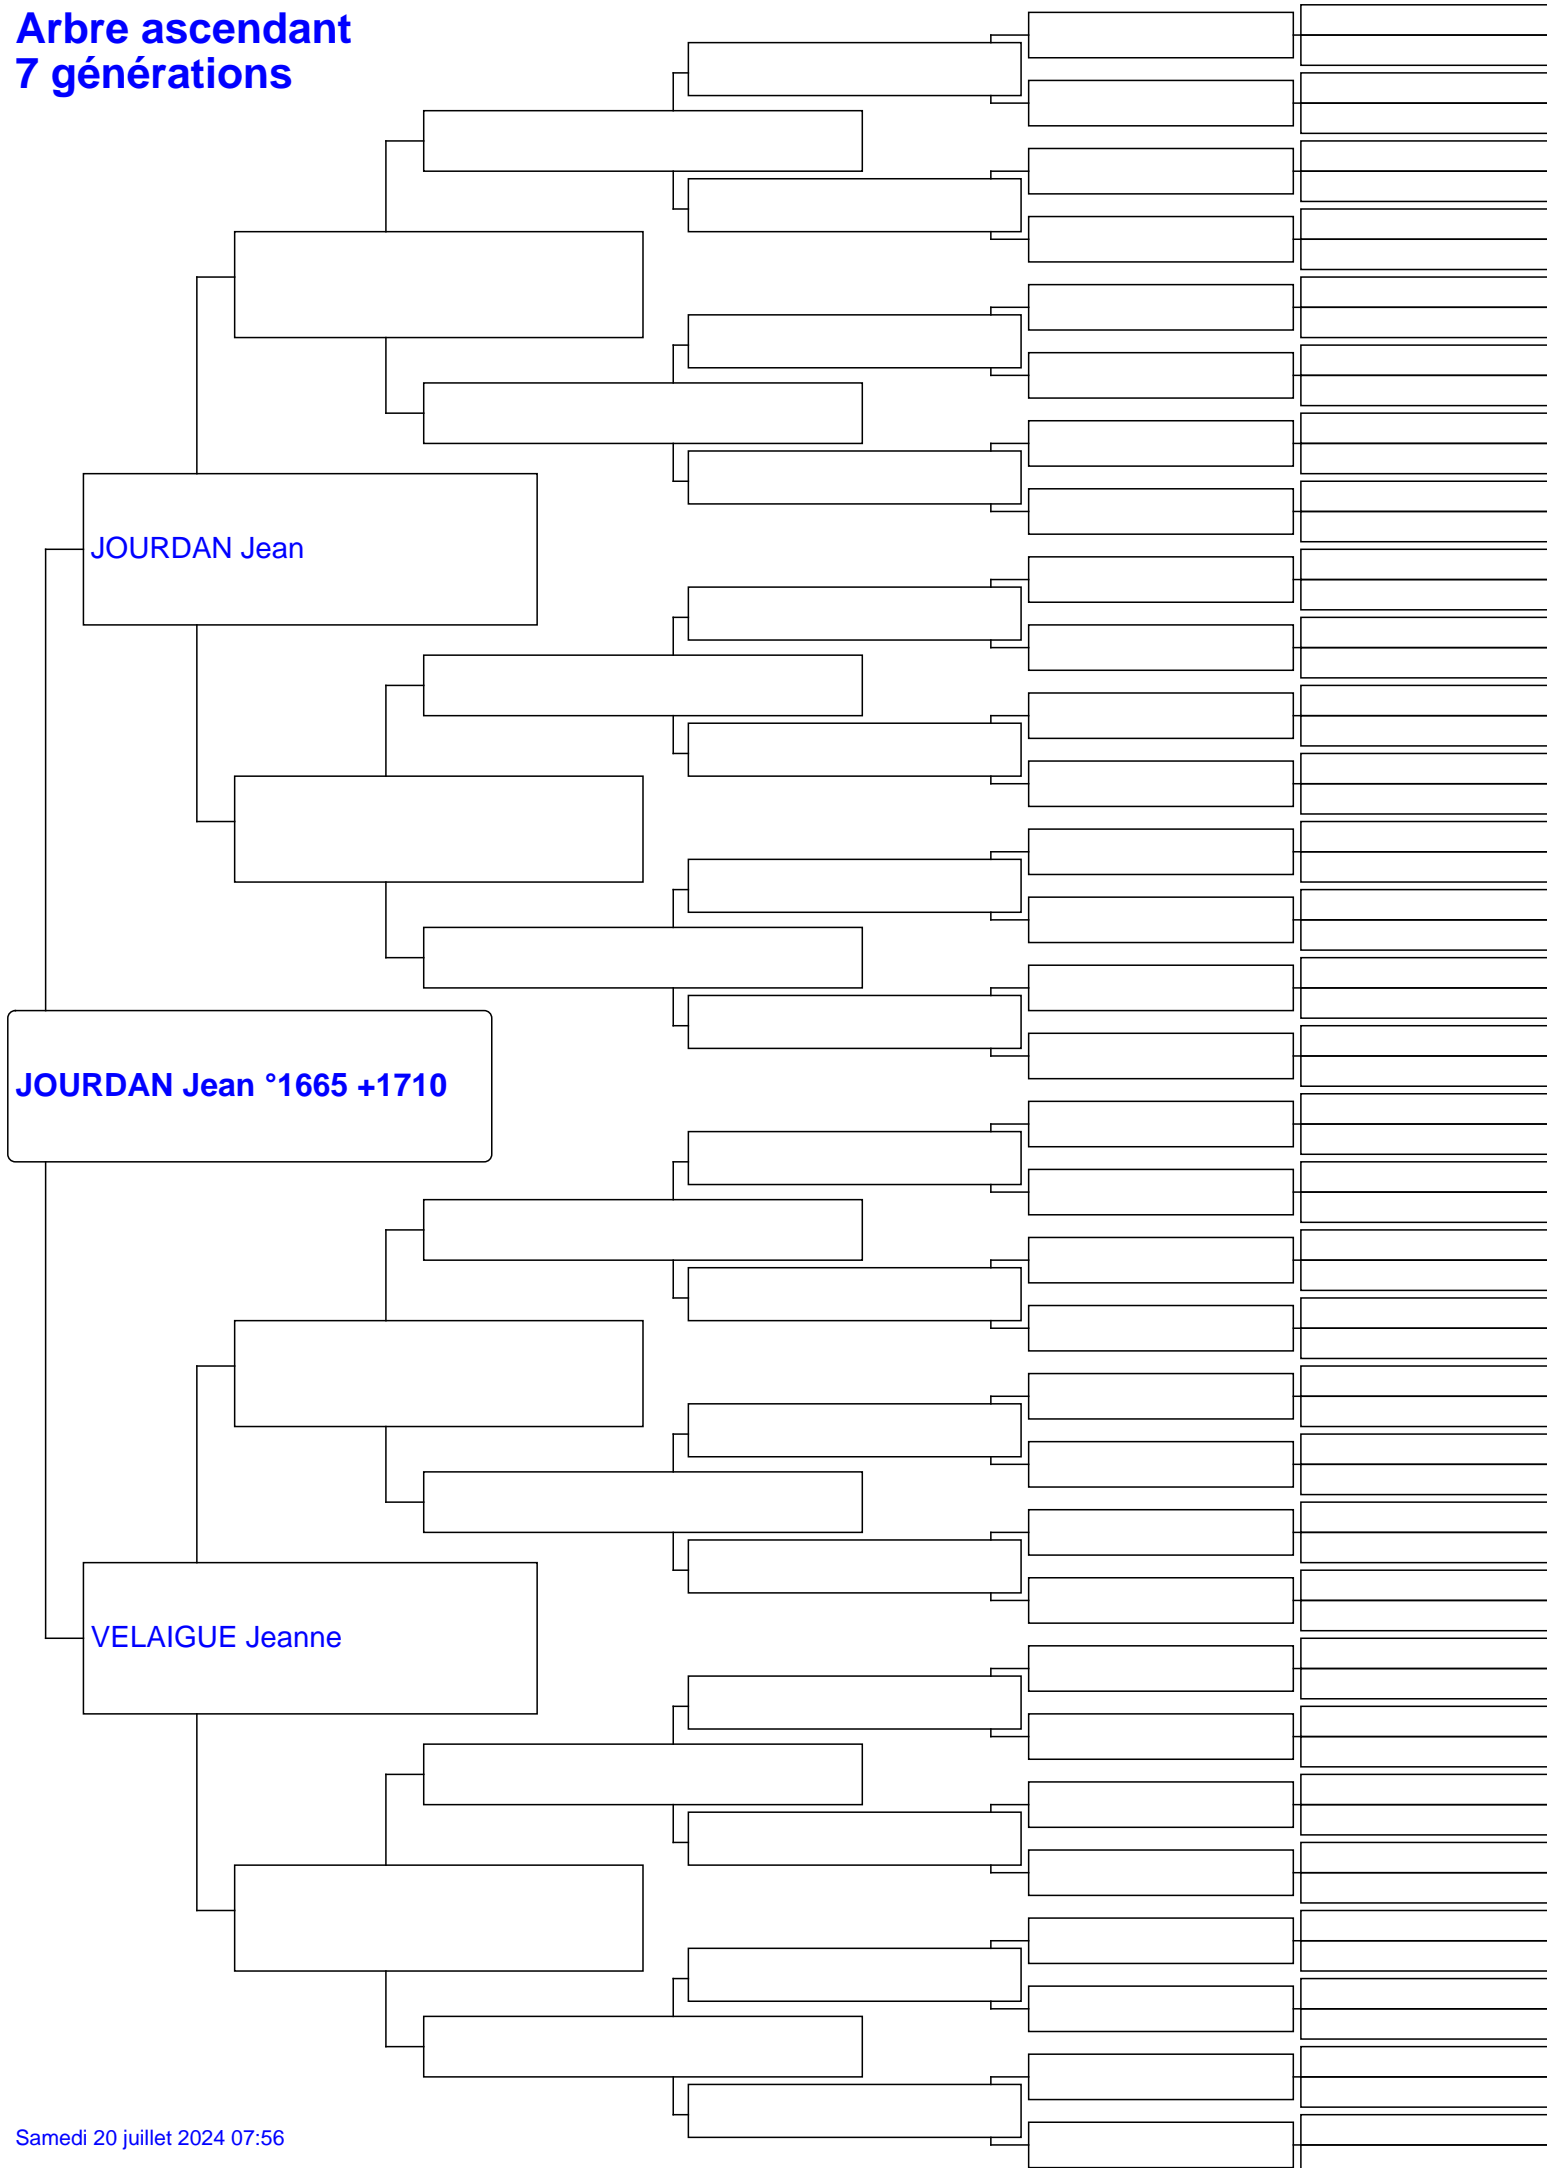 Arbre ascendant
7 générations
JOURDAN Jean
JOURDAN Jean °1665 +1710
VELAIGUE Jeanne
Samedi 20 juillet 2024 07:56